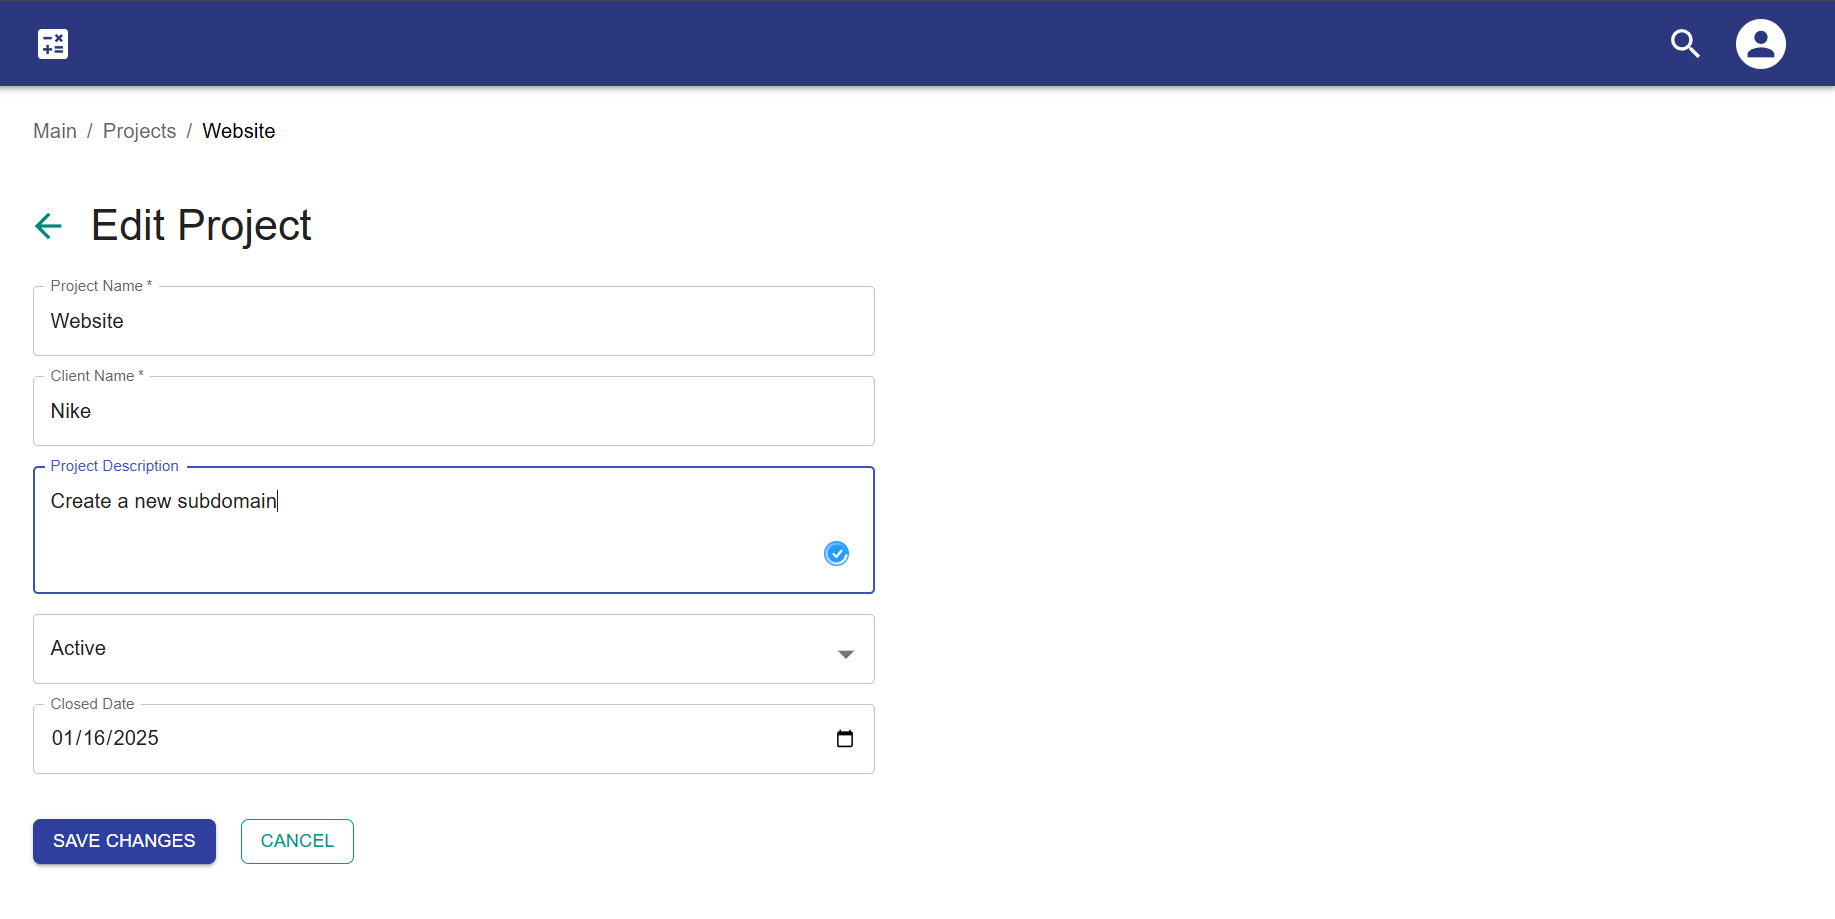 Main / Projects / Website
Edit Project
Project Name *
Website
Client Name *
Nike
Project Description
Create a new subdomain
Active
Closed Date
01/16/2025
SAVE CHANGES CANCEL